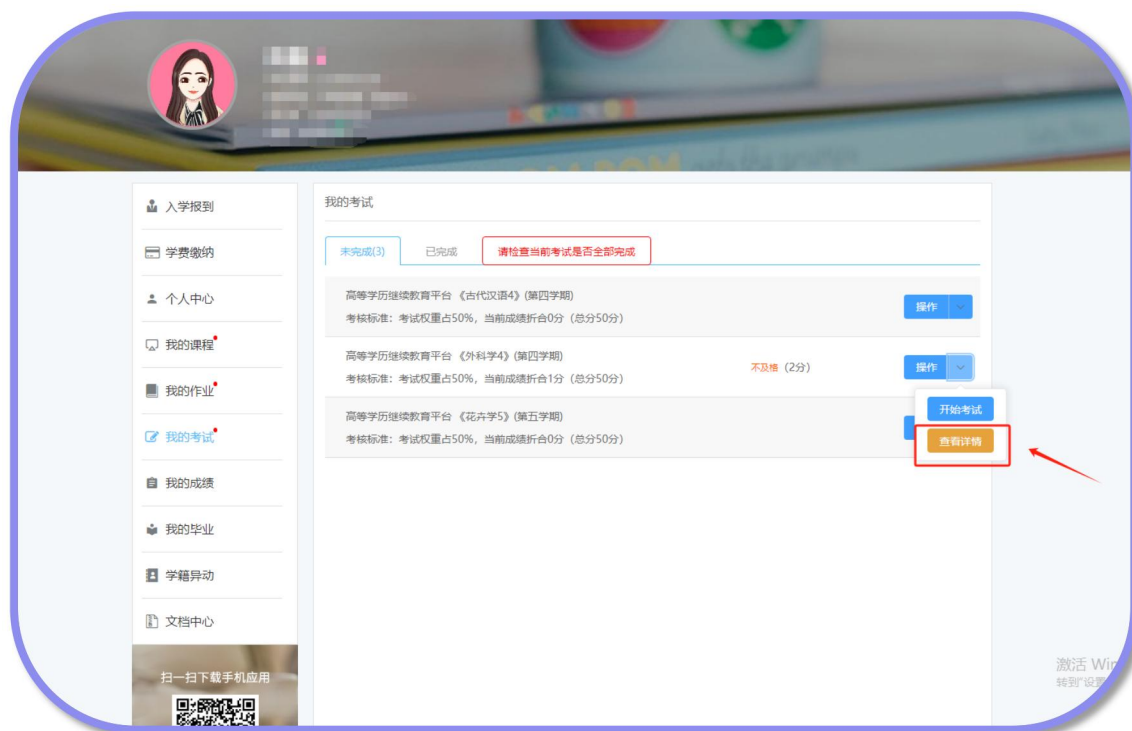 入学报到
学费缴纳
个人中心
我的课程
我的作业
我的考试
我的成绩
我的毕业
学籍异动
文档中心
扫一扫下载手机应用
我的考试
未完成(3) 已完成 请检查当前考试是否全部完成
高等学历继续教育平台 《古代汉语4》(第四学期)
考核标准：考试权重占50%，当前成绩折合0分（总分50分）
操作
高等学历继续教育平台 《外科学4》(第四学期)
考核标准：考试权重占50%，当前成绩折合1分（总分50分）
不及格 (2分)
操作
开始考试
查看详情
高等学历继续教育平台 《花卉学5》(第五学期)
考核标准：考试权重占50%，当前成绩折合0分（总分50分）
激活 Win
转到"设置